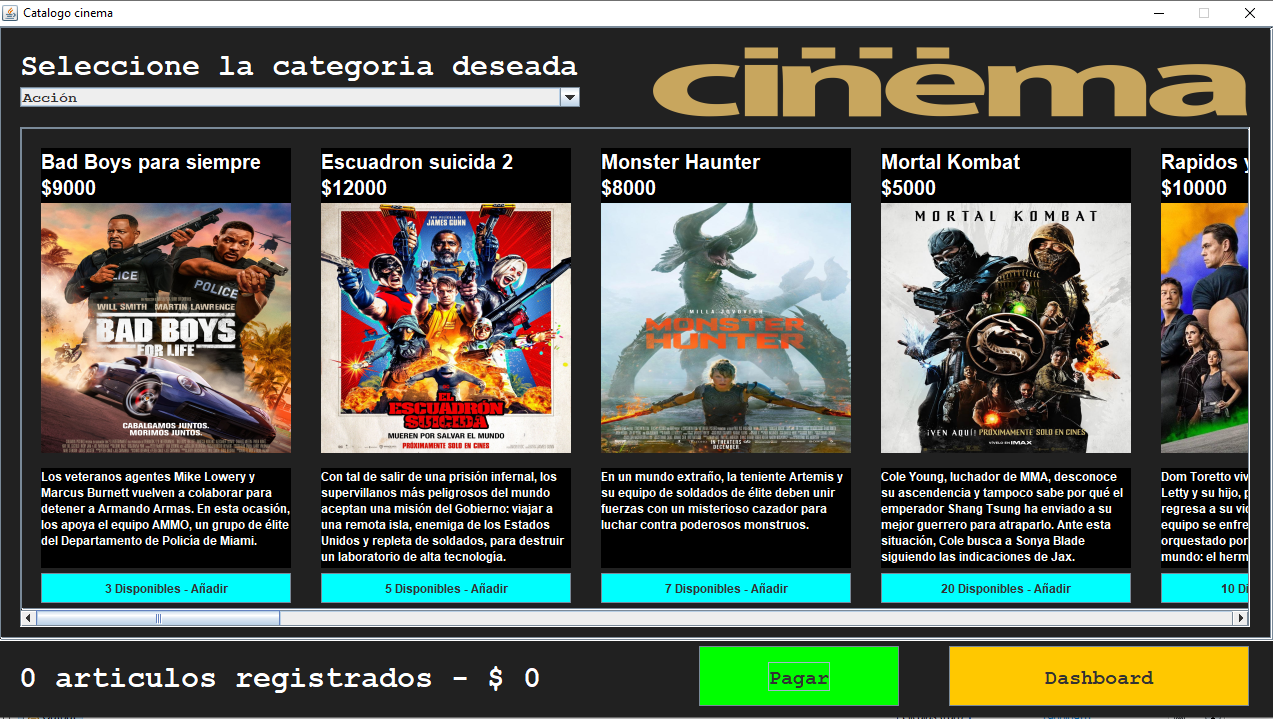 Catalogo cinema
Seleccione la categoria deseada
cinema
Acción
Bad Boys para siempre
$9000
POLICE
WILL SMITH MARTIN LAWRENCE
BAD BOYS
FOR LIFE
CABALGAMOS JUNTOS.
MORIMOS JUNTOS.
Los veteranos agentes Mike Lowery y
Marcus Burnett vuelven a colaborar para
detener a Armando Armas. En esta ocasión,
los apoya el equipo AMMO, un grupo de élite
del Departamento de Policía de Miami.
3 Disponibles - Añadir
Escuadron suicida 2
$12000
JAMES GUNN
EL
ESCUADRON
SUICIDA
MUEREN POR SALVAR EL MUNDO
PRÓXIMAMENTE SOLO EN CINES
Con tal de salir de una prisión infernal, los
supervillanos más peligrosos del mundo
aceptan una misión del Gobierno: viajar a
una remota isla, enemiga de los Estados
Unidos y repleta de soldados, para destruir
un laboratorio de alta tecnología.
5 Disponibles - Añadir
Monster Haunter
$8000
MILLA JOVOVICH
MONSTER
HUNTER
IN THEATERS
DECEMBER
En un mundo extraño, la teniente Artemis y
su equipo de soldados de élite deben unir
fuerzas con un misterioso cazador para
luchar contra poderosos monstruos.
7 Disponibles - Añadir
Mortal Kombat
$5000
MORTAL KOMBAT
¡VEN AQUÍ! PRÓXIMAMENTE SOLO EN CINES
VIVELO EN IMAX
Cole Young, luchador de MMA, desconoce
su ascendencia y tampoco sabe por qué el
emperador Shang Tsung ha enviado a su
mejor guerrero para atraparlo. Ante esta
situación, Cole busca a Sonya Blade
siguiendo las indicaciones de Jax.
20 Disponibles - Añadir
Rapidos y
$10000
Dom Toretto viv
Letty y su hijo, p
regresa a su vid
equipo se enfre
orquestado por
mundo: el herm
10 Di
0 articulos registrados - $ 0
Pagar
Dashboard